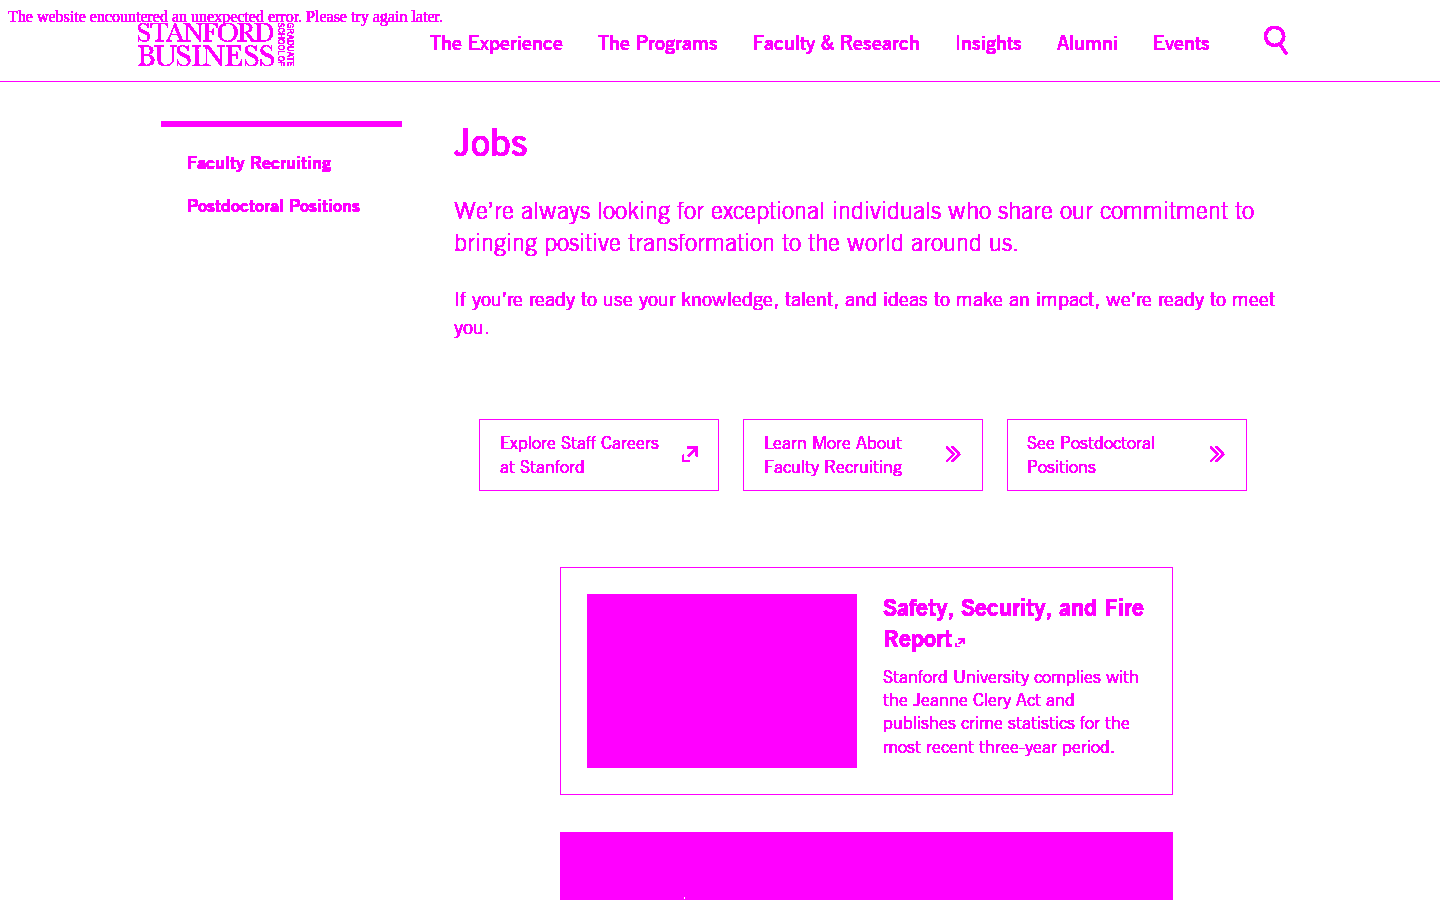 The website encountered an unexpected error. Please try again later.
STANFORD
BUSINESS
GRADUATE
SCHOOL OF
The Experience
The Programs
Faculty & Research
Insights
Alumni
Events
Faculty Recruiting
Postdoctoral Positions
Jobs
We’re always looking for exceptional individuals who share our commitment to
bringing positive transformation to the world around us.
If you’re ready to use your knowledge, talent, and ideas to make an impact, we’re ready to meet
you.
Explore Staff Careers
at Stanford
Learn More About
Faculty Recruiting
See Postdoctoral
Positions
Safety, Security, and Fire
Report
Stanford University complies with
the Jeanne Clery Act and
publishes crime statistics for the
most recent three-year period.